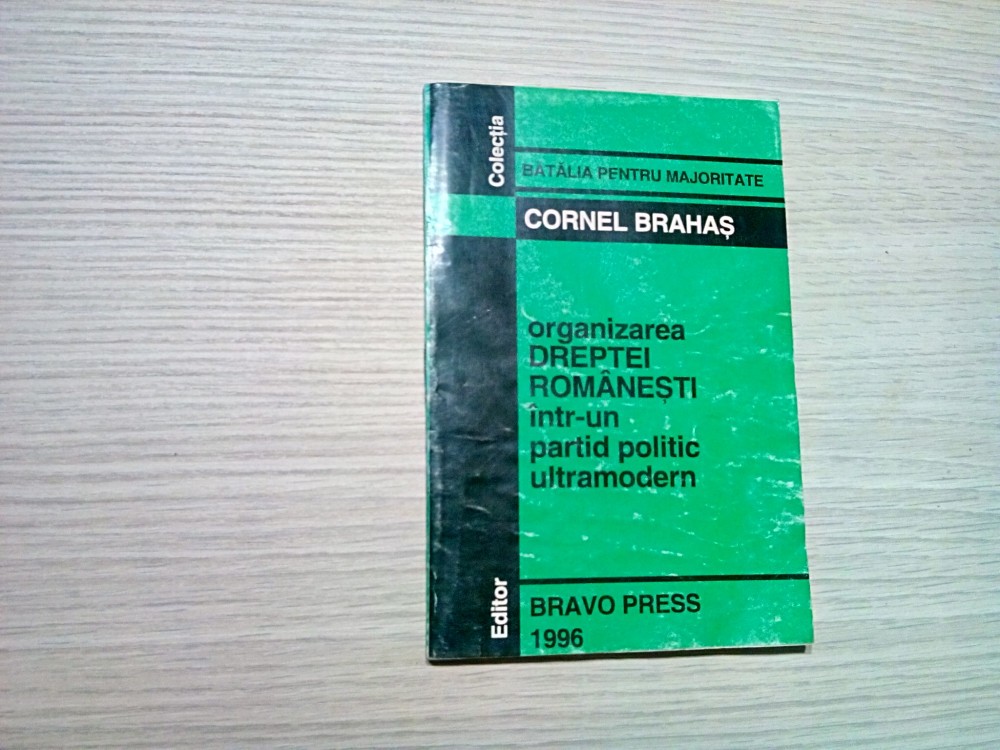 Colecția
BĂTĂLIA PENTRU MAJORITATE
CORNEL BRAHAȘ
organizarea
DREPTEI
ROMÂNEȘTI
într-un
partid politic
ultramodern
Editor
BRAVO PRESS
1996